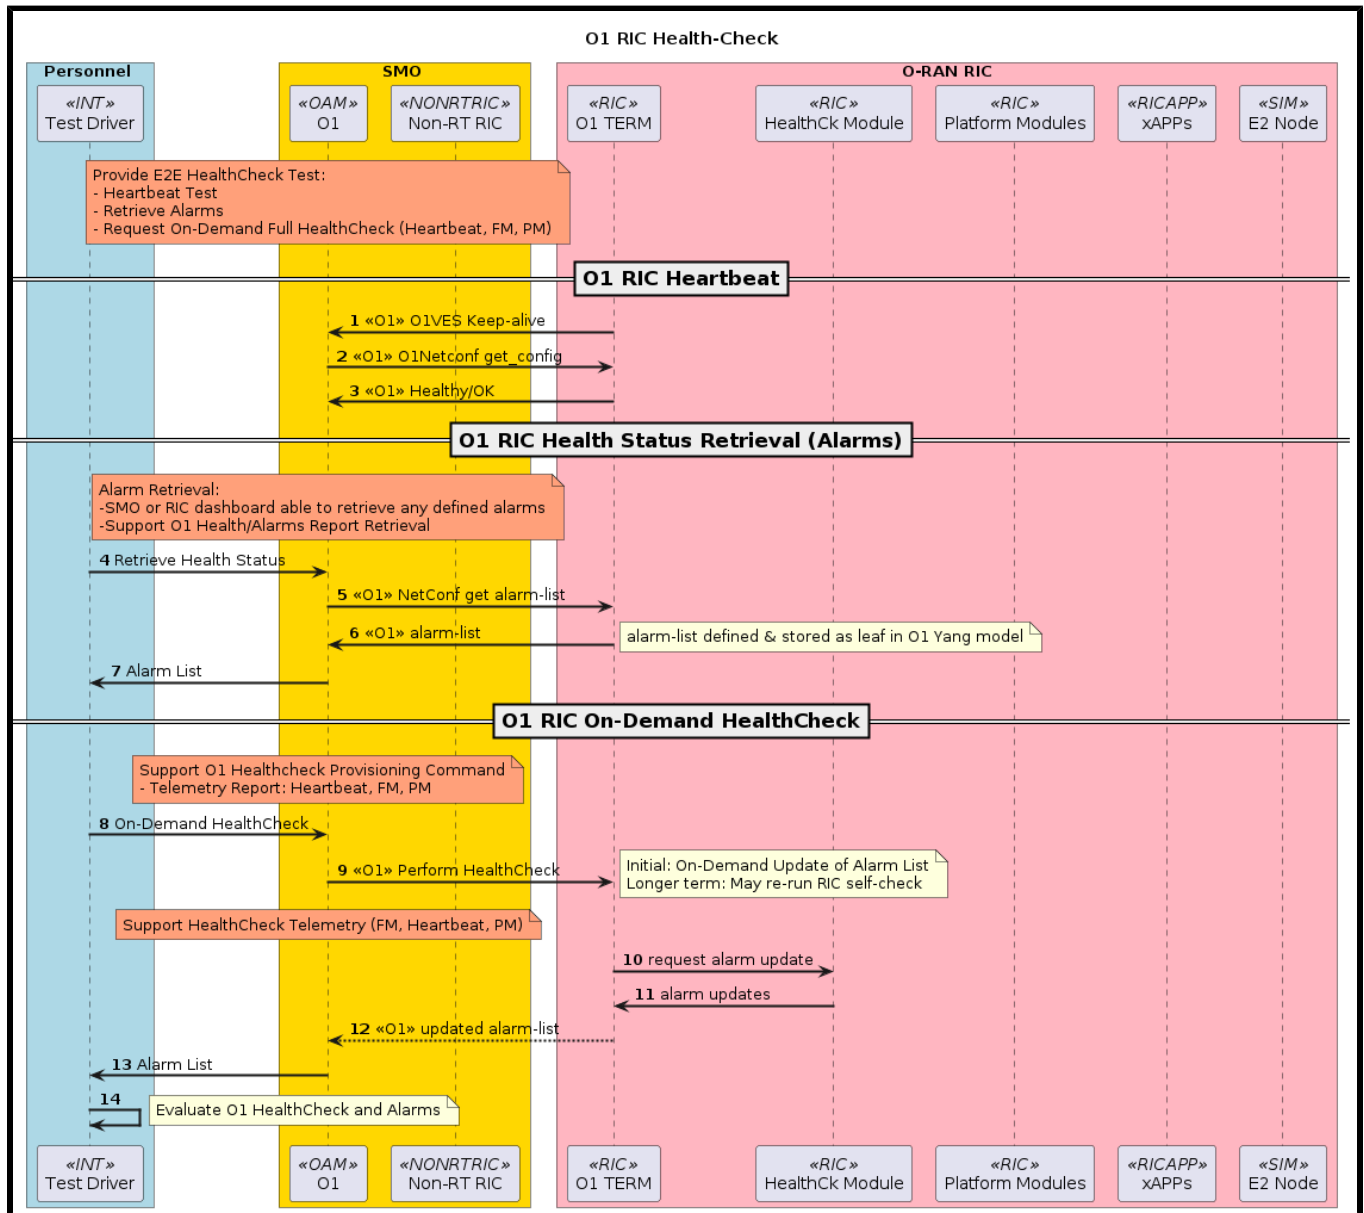 O1 RIC Health-Check
Personnel
SMO
O-RAN RIC
«INT»
Test Driver
«OAM»
O1
«NONRTRIC»
Non-RT RIC
«RIC»
O1 TERM
«RIC»
HealthCk Module
«RIC»
Platform Modules
«RICAPP»
xAPPs
«SIM»
E2 Node
Provide E2E HealthCheck Test:
- Heartbeat Test
- Retrieve Alarms
- Request On-Demand Full HealthCheck (Heartbeat, FM, PM)
O1 RIC Heartbeat
1 «O1» O1VES Keep-alive
2 «O1» O1Netconf get_config
3 «O1» Healthy/OK
O1 RIC Health Status Retrieval (Alarms)
Alarm Retrieval:
-SMO or RIC dashboard able to retrieve any defined alarms
-Support O1 Health/Alarms Report Retrieval
4 Retrieve Health Status
5 «O1» NetConf get alarm-list
6 «O1» alarm-list
alarm-list defined & stored as leaf in O1 Yang model
7 Alarm List
O1 RIC On-Demand HealthCheck
Support O1 Healthcheck Provisioning Command
- Telemetry Report: Heartbeat, FM, PM
8 On-Demand HealthCheck
9 «O1» Perform HealthCheck
Initial: On-Demand Update of Alarm List
Longer term: May re-run RIC self-check
Support HealthCheck Telemetry (FM, Heartbeat, PM)
10 request alarm update
11 alarm updates
12 «O1» updated alarm-list
13 Alarm List
14
Evaluate O1 HealthCheck and Alarms
«INT»
Test Driver
«OAM»
O1
«NONRTRIC»
Non-RT RIC
«RIC»
O1 TERM
«RIC»
HealthCk Module
«RIC»
Platform Modules
«RICAPP»
xAPPs
«SIM»
E2 Node